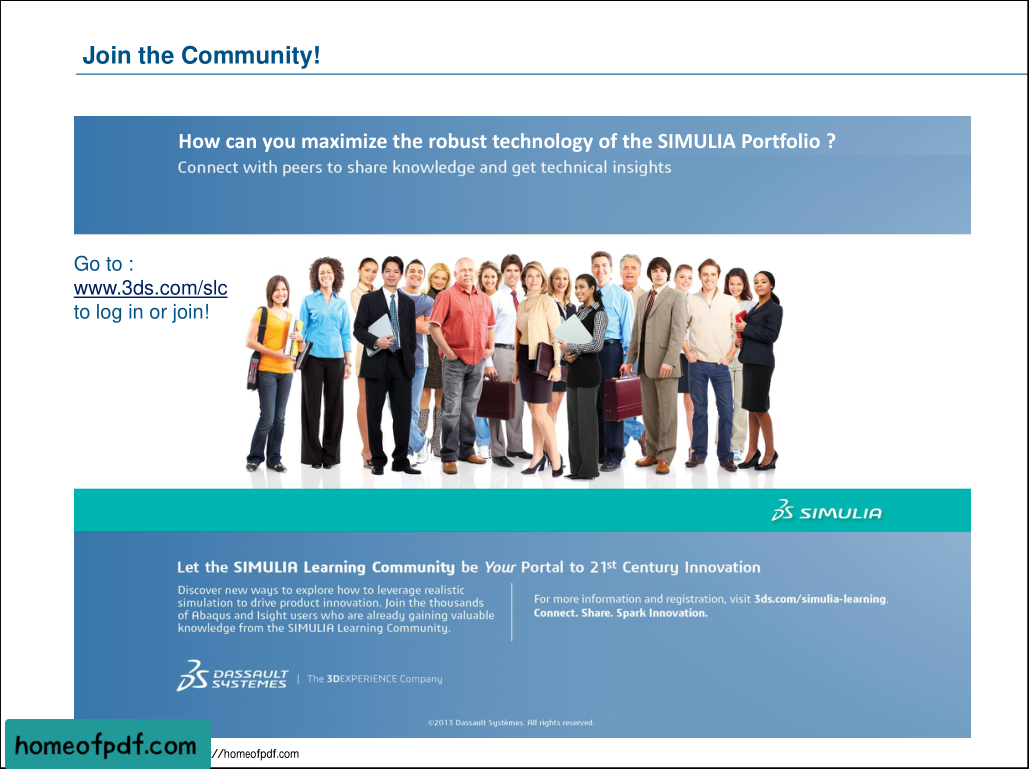 Join the Community!
How can you maximize the robust technology of the SIMULIA Portfolio ?
Connect with peers to share knowledge and get technical insights
Go to :
www.3ds.com/slc
to log in or join!
SIMULIA
Let the SIMULIA Learning Community be Your Portal to 21st Century Innovation
Discover new ways to explore how to leverage realistic
simulation to drive product innovation. Join the thousands
of Abaqus and Isight users who are already gaining valuable
knowledge from the SIMULIA Learning Community.
For more information and registration, visit 3ds.com/simulia-learning.
Connect. Share. Spark Innovation.
DASSAULT
SYSTEMES | The 3DEXPERIENCE Company
©2013 Dassault Systèmes. All rights reserved.
homeofpdf.com
//homeofpdf.com